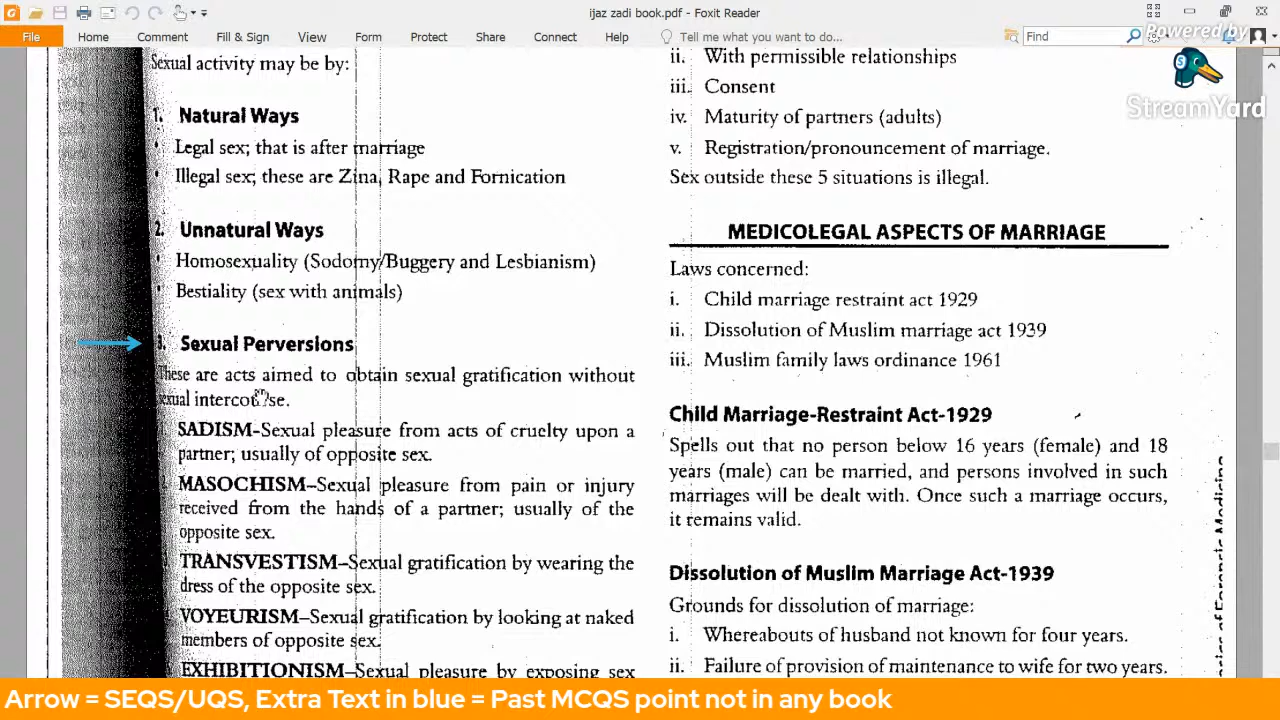 ijaz zadi book.pdf - Foxit Reader
File
Home
Comment
Fill & Sign
View
Form
Protect
Share
Connect
Help
Tell me what you want to do...
Find
Powered by
StreamYard
Sexual activity may be by:
1. Natural Ways
• Legal sex; that is after marriage
• Illegal sex; these are Zina, Rape and Fornication
2. Unnatural Ways
• Homosexuality (Sodomy/Buggery and Lesbianism)
• Bestiality (sex with animals)
3. Sexual Perversions
These are acts aimed to obtain sexual gratification without
sexual intercourse.
SADISM–Sexual pleasure from acts of cruelty upon a
partner; usually of opposite sex.
MASOCHISM–Sexual pleasure from pain or injury
received from the hands of a partner; usually of the
opposite sex.
TRANSVESTISM–Sexual gratification by wearing the
dress of the opposite sex.
VOYEURISM–Sexual gratification by looking at naked
members of opposite sex.
EXHIBITIONISM–Sexual pleasure by exposing sex
ii. With permissible relationships
iii. Consent
iv. Maturity of partners (adults)
v. Registration/pronouncement of marriage.
Sex outside these 5 situations is illegal.
MEDICOLEGAL ASPECTS OF MARRIAGE
Laws concerned:
i. Child marriage restraint act 1929
ii. Dissolution of Muslim marriage act 1939
iii. Muslim family laws ordinance 1961
Child Marriage-Restraint Act-1929
Spells out that no person below 16 years (female) and 18
years (male) can be married, and persons involved in such
marriages will be dealt with. Once such a marriage occurs,
it remains valid.
Dissolution of Muslim Marriage Act-1939
Grounds for dissolution of marriage:
i. Whereabouts of husband not known for four years.
ii. Failure of provision of maintenance to wife for two years.
of Forensic Medicine
Arrow = SEQS/UQS, Extra Text in blue = Past MCQS point not in any book